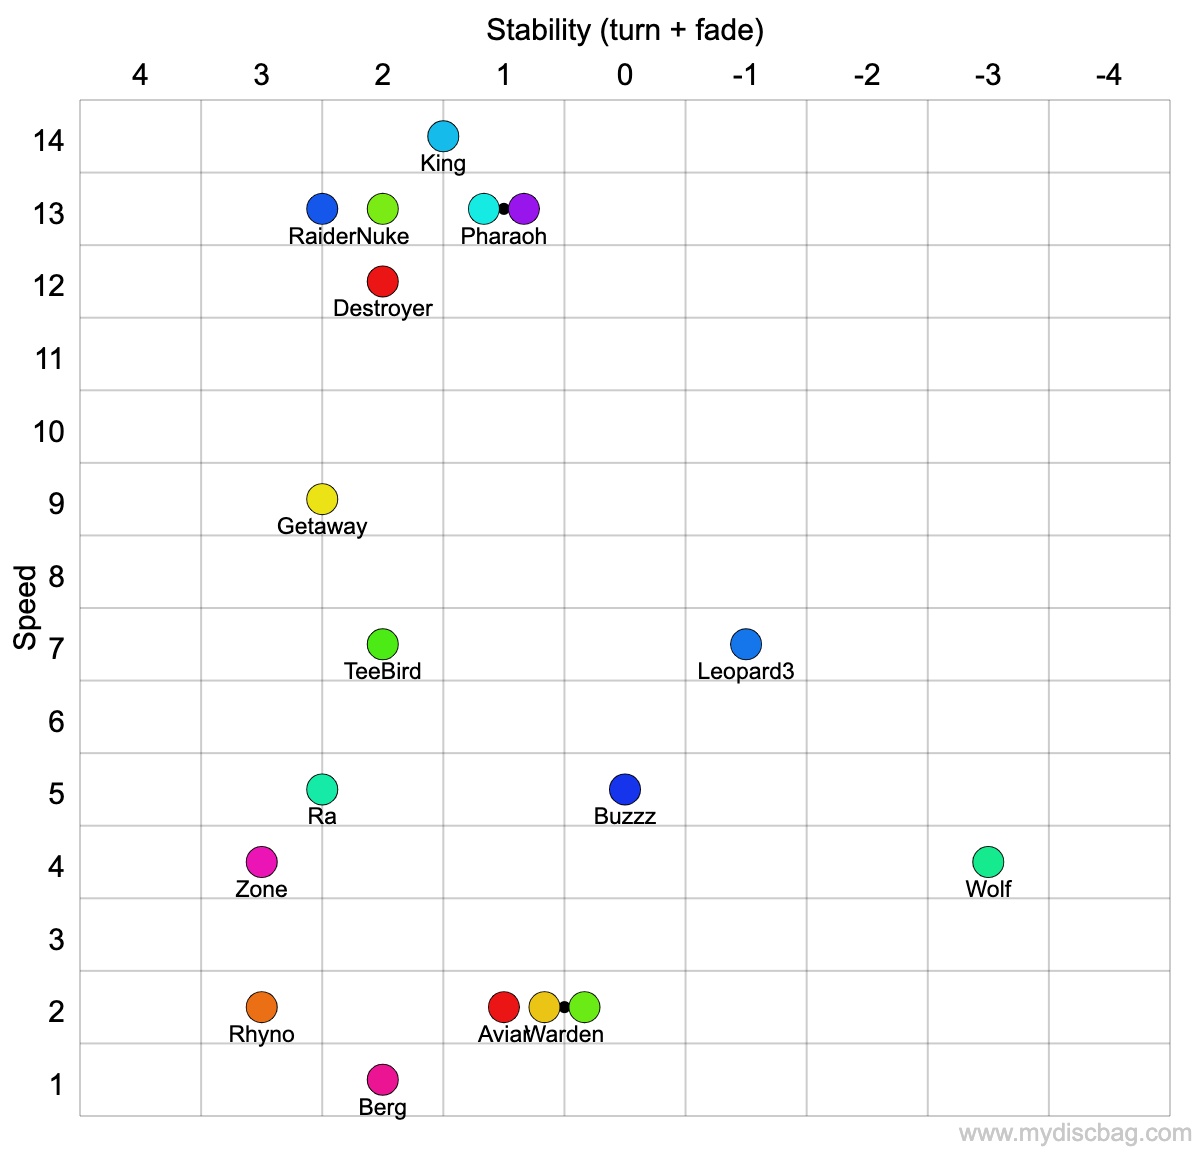 Stability (turn + fade)
4 3 2 1 0 -1 -2 -3 -4
14
King
13
Raider Nuke Pharaoh
12
Destroyer
11
10
9
Getaway
Speed
8
7
TeeBird Leopard3
6
5
Ra Buzzz
4
Zone Wolf
3
2
Rhyno Aviar Warden
1
Berg
www.mydiscbag.com